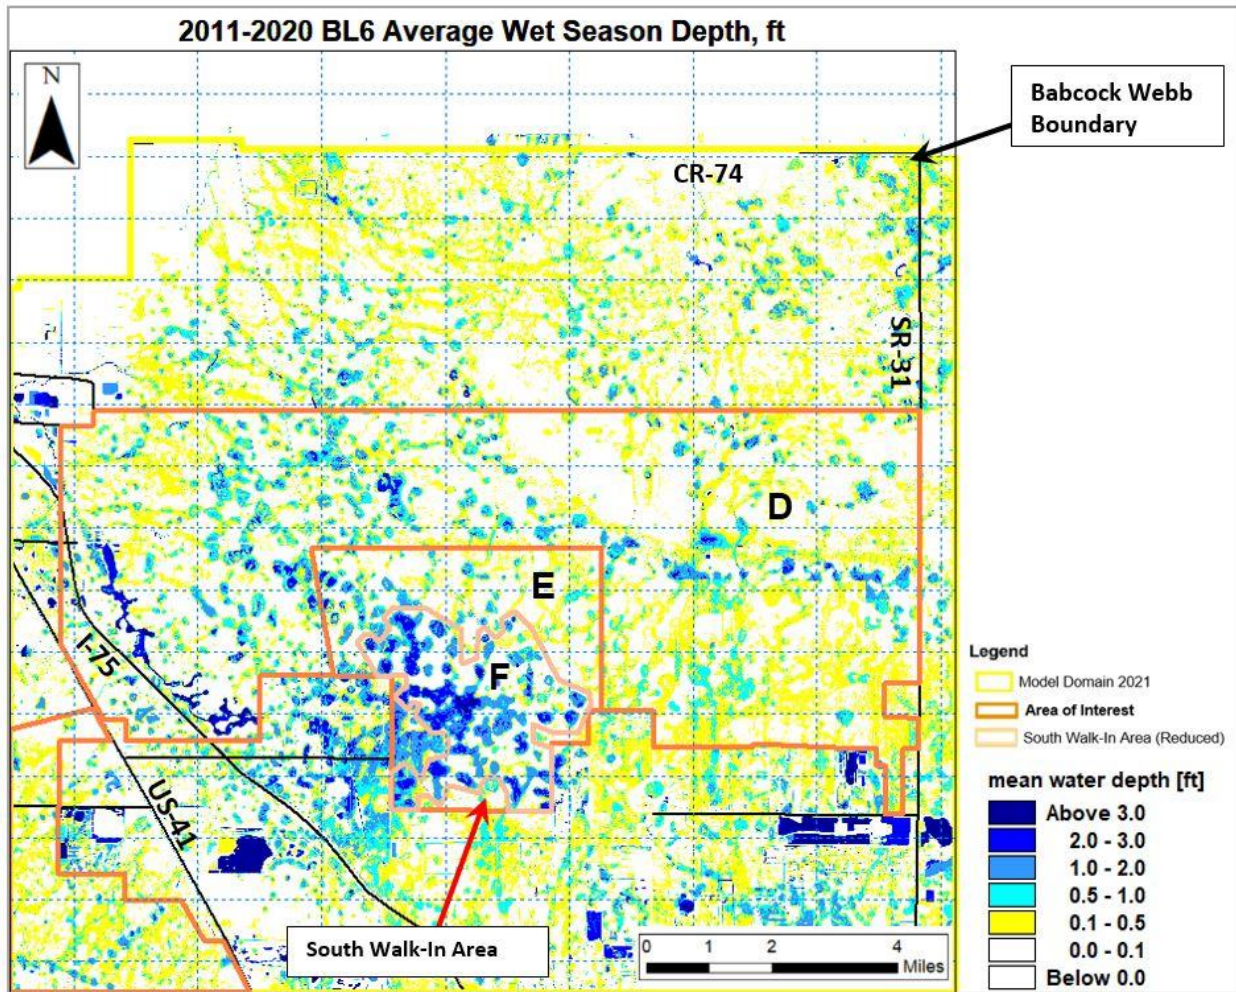 2011-2020 BL6 Average Wet Season Depth, ft
N
Babcock Webb
Boundary
CR-74
SR-31
D
E
F
I-75
US-41
South Walk-In Area
0 1 2 4
Miles
Legend
Model Domain 2021
Area of Interest
South Walk-In Area (Reduced)
mean water depth [ft]
Above 3.0
2.0 - 3.0
1.0 - 2.0
0.5 - 1.0
0.1 - 0.5
0.0 - 0.1
Below 0.0